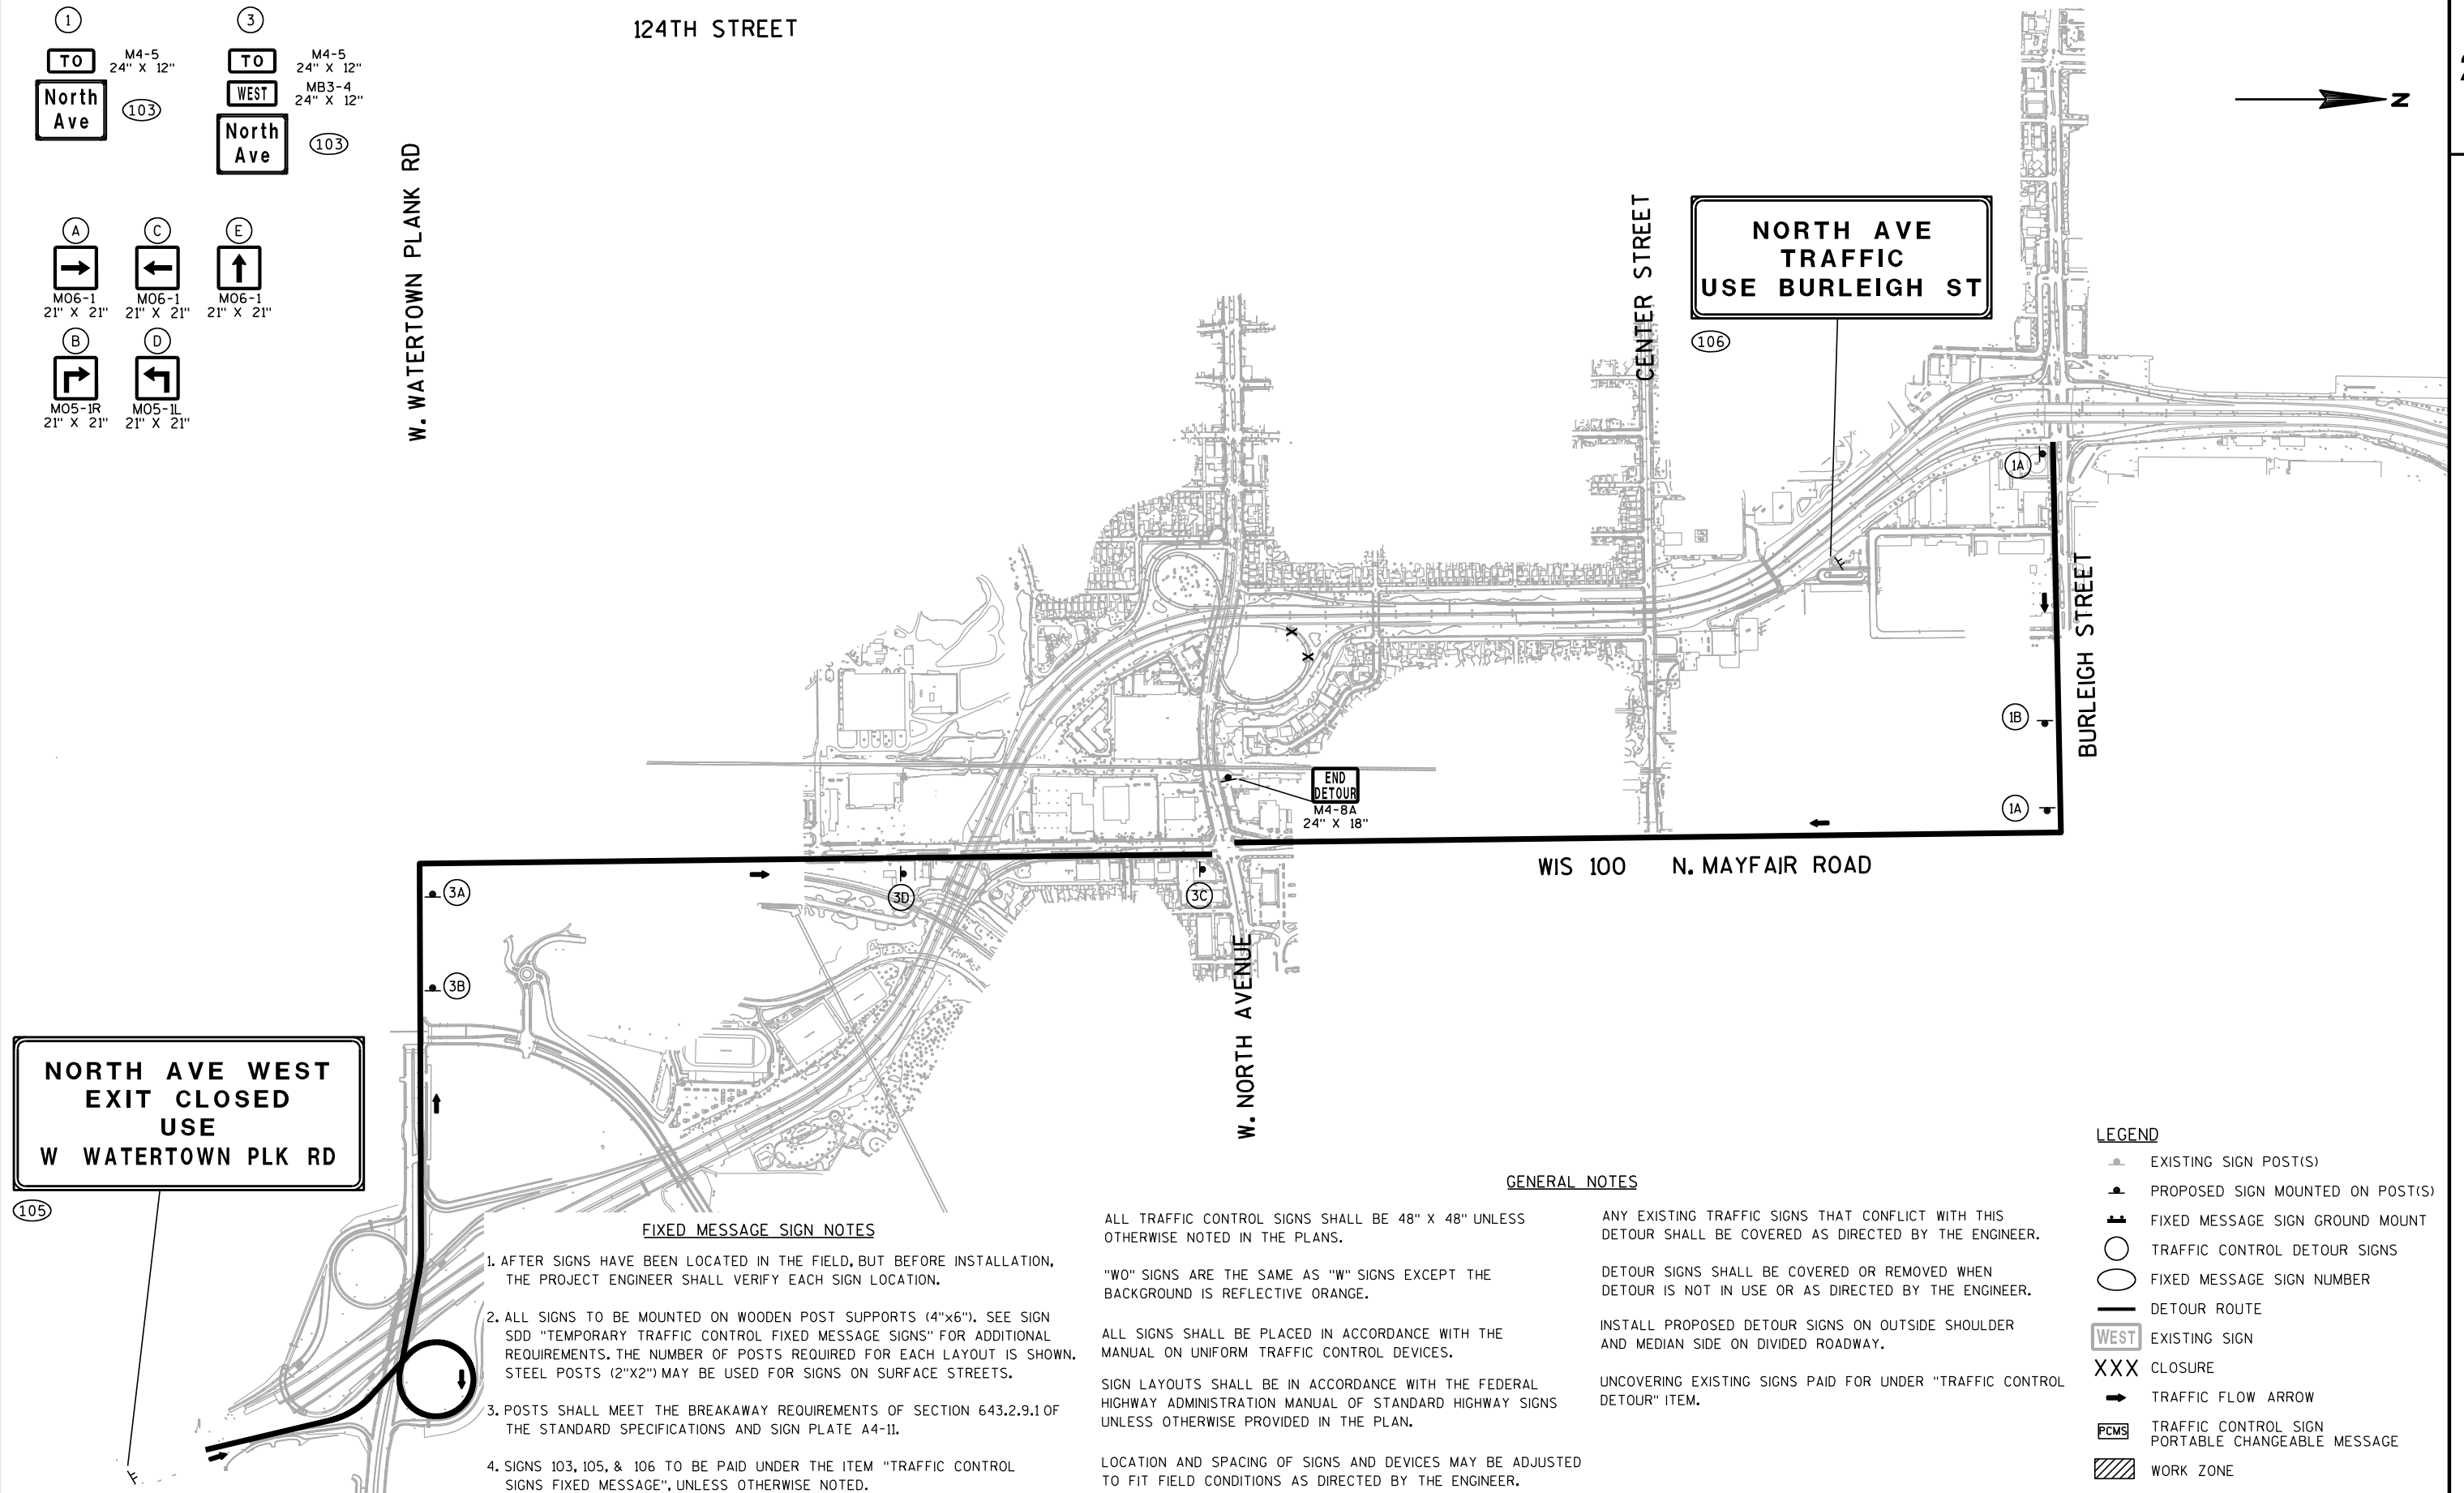 124TH STREET
1
TO
M4-5
24" X 12"
North
Ave
103
3
TO
M4-5
24" X 12"
WEST
MB3-4
24" X 12"
North
Ave
103
A
MO6-1
21" X 21"
C
MO6-1
21" X 21"
E
MO6-1
21" X 21"
B
MO5-1R
21" X 21"
D
MO5-1L
21" X 21"
W. WATERTOWN PLANK RD
CENTER STREET
N
NORTH AVE
TRAFFIC
USE BURLEIGH ST
106
1A
1B
1A
BURLEIGH STREET
END
DETOUR
M4-8A
24" X 18"
WIS 100 N. MAYFAIR ROAD
3A
3B
3D
3C
W. NORTH AVENUE
NORTH AVE WEST
EXIT CLOSED
USE
W WATERTOWN PLK RD
105
FIXED MESSAGE SIGN NOTES
1. AFTER SIGNS HAVE BEEN LOCATED IN THE FIELD, BUT BEFORE INSTALLATION,
THE PROJECT ENGINEER SHALL VERIFY EACH SIGN LOCATION.
2. ALL SIGNS TO BE MOUNTED ON WOODEN POST SUPPORTS (4"x6"). SEE SIGN
SDD "TEMPORARY TRAFFIC CONTROL FIXED MESSAGE SIGNS" FOR ADDITIONAL
REQUIREMENTS. THE NUMBER OF POSTS REQUIRED FOR EACH LAYOUT IS SHOWN.
STEEL POSTS (2"X2") MAY BE USED FOR SIGNS ON SURFACE STREETS.
3. POSTS SHALL MEET THE BREAKAWAY REQUIREMENTS OF SECTION 643.2.9.1 OF
THE STANDARD SPECIFICATIONS AND SIGN PLATE A4-11.
4. SIGNS 103, 105, & 106 TO BE PAID UNDER THE ITEM "TRAFFIC CONTROL
SIGNS FIXED MESSAGE", UNLESS OTHERWISE NOTED.
GENERAL NOTES
ALL TRAFFIC CONTROL SIGNS SHALL BE 48" X 48" UNLESS
OTHERWISE NOTED IN THE PLANS.
"WO" SIGNS ARE THE SAME AS "W" SIGNS EXCEPT THE
BACKGROUND IS REFLECTIVE ORANGE.
ALL SIGNS SHALL BE PLACED IN ACCORDANCE WITH THE
MANUAL ON UNIFORM TRAFFIC CONTROL DEVICES.
SIGN LAYOUTS SHALL BE IN ACCORDANCE WITH THE FEDERAL
HIGHWAY ADMINISTRATION MANUAL OF STANDARD HIGHWAY SIGNS
UNLESS OTHERWISE PROVIDED IN THE PLAN.
LOCATION AND SPACING OF SIGNS AND DEVICES MAY BE ADJUSTED
TO FIT FIELD CONDITIONS AS DIRECTED BY THE ENGINEER.
ANY EXISTING TRAFFIC SIGNS THAT CONFLICT WITH THIS
DETOUR SHALL BE COVERED AS DIRECTED BY THE ENGINEER.
DETOUR SIGNS SHALL BE COVERED OR REMOVED WHEN
DETOUR IS NOT IN USE OR AS DIRECTED BY THE ENGINEER.
INSTALL PROPOSED DETOUR SIGNS ON OUTSIDE SHOULDER
AND MEDIAN SIDE ON DIVIDED ROADWAY.
UNCOVERING EXISTING SIGNS PAID FOR UNDER "TRAFFIC CONTROL
DETOUR" ITEM.
LEGEND
EXISTING SIGN POST(S)
PROPOSED SIGN MOUNTED ON POST(S)
FIXED MESSAGE SIGN GROUND MOUNT
TRAFFIC CONTROL DETOUR SIGNS
FIXED MESSAGE SIGN NUMBER
DETOUR ROUTE
WEST EXISTING SIGN
XXX CLOSURE
TRAFFIC FLOW ARROW
PCMS TRAFFIC CONTROL SIGN
PORTABLE CHANGEABLE MESSAGE
WORK ZONE